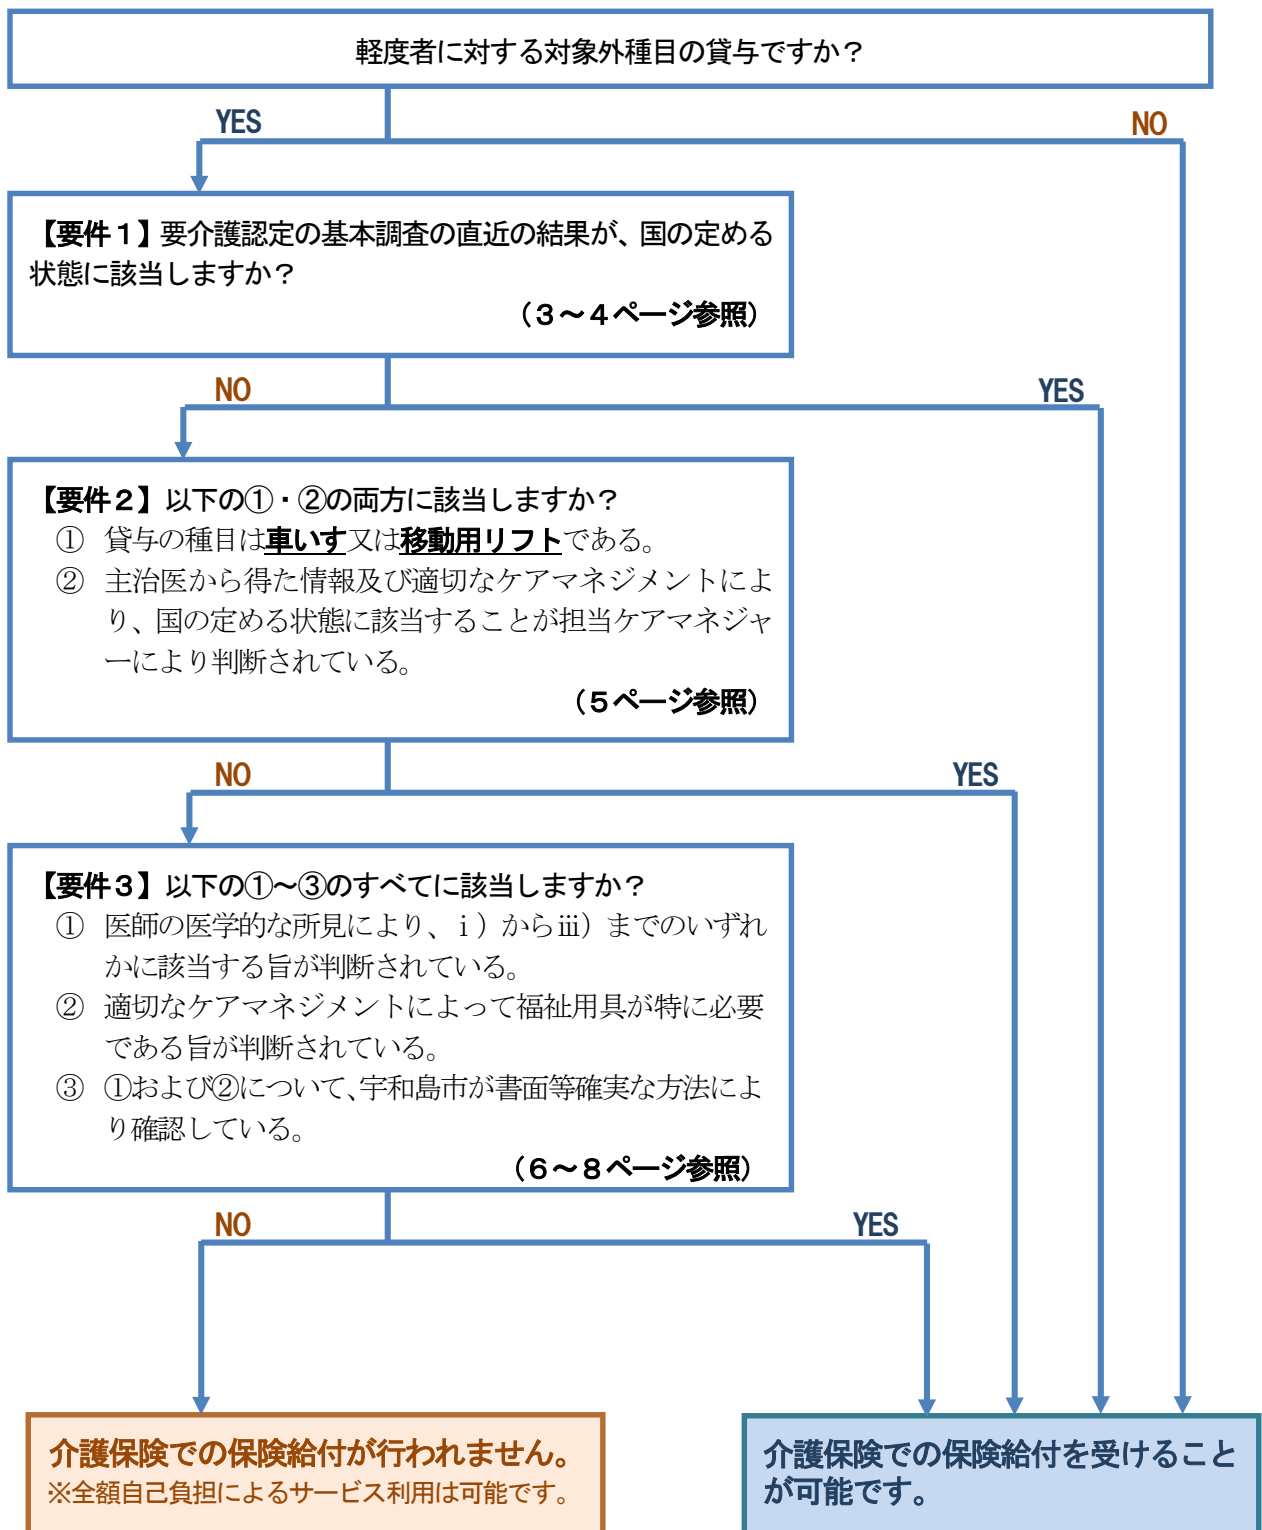 軽度者に対する対象外種目の貸与ですか？
YES
NO
【要件１】要介護認定の基本調査の直近の結果が、国の定める
状態に該当しますか？
（３～４ページ参照）
NO
YES
【要件２】以下の①・②の両方に該当しますか？
① 貸与の種目は車いす又は移動用リフトである。
② 主治医から得た情報及び適切なケアマネジメントによ
り、国の定める状態に該当することが担当ケアマネジャ
ーにより判断されている。
（５ページ参照）
NO
YES
【要件３】以下の①～③のすべてに該当しますか？
① 医師の医学的な所見により、ⅰ）からⅲ）までのいずれ
かに該当する旨が判断されている。
② 適切なケアマネジメントによって福祉用具が特に必要
である旨が判断されている。
③ ①および②について、宇和島市が書面等確実な方法によ
り確認している。
（６～８ページ参照）
NO
YES
介護保険での保険給付が行われません。
※全額自己負担によるサービス利用は可能です。
介護保険での保険給付を受けること
が可能です。